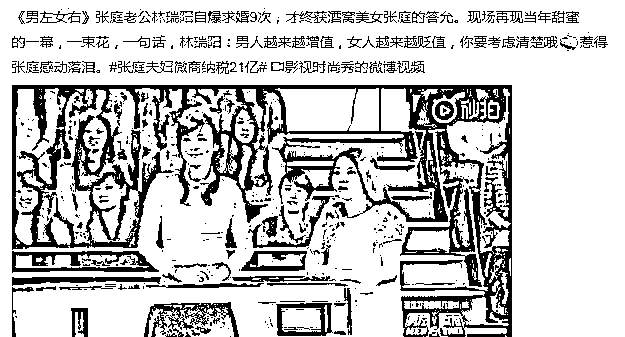 《男左女右》张庭老公林瑞阳自爆求婚9次，才终获酒窝美女张庭的答允。现场再现当年甜蜜
的一幕，一束花，一句话，林瑞阳：男人越来越增值，女人越来越贬值，你要考虑清楚哦惹得
张庭感动落泪。#张庭夫妇微商纳税21亿# 影视时尚秀的微博视频
秒拍